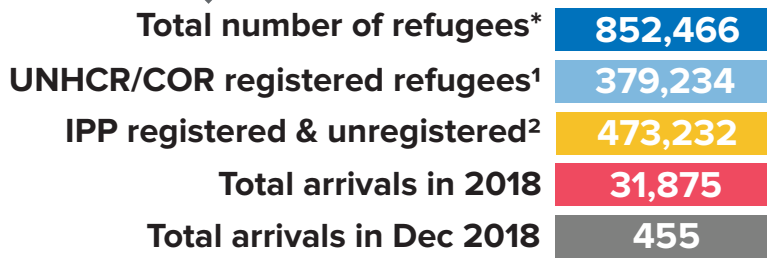 Total number of refugees* 852,466
UNHCR/COR registered refugees¹ 379,234
IPP registered & unregistered² 473,232
Total arrivals in 2018 31,875
Total arrivals in Dec 2018 455